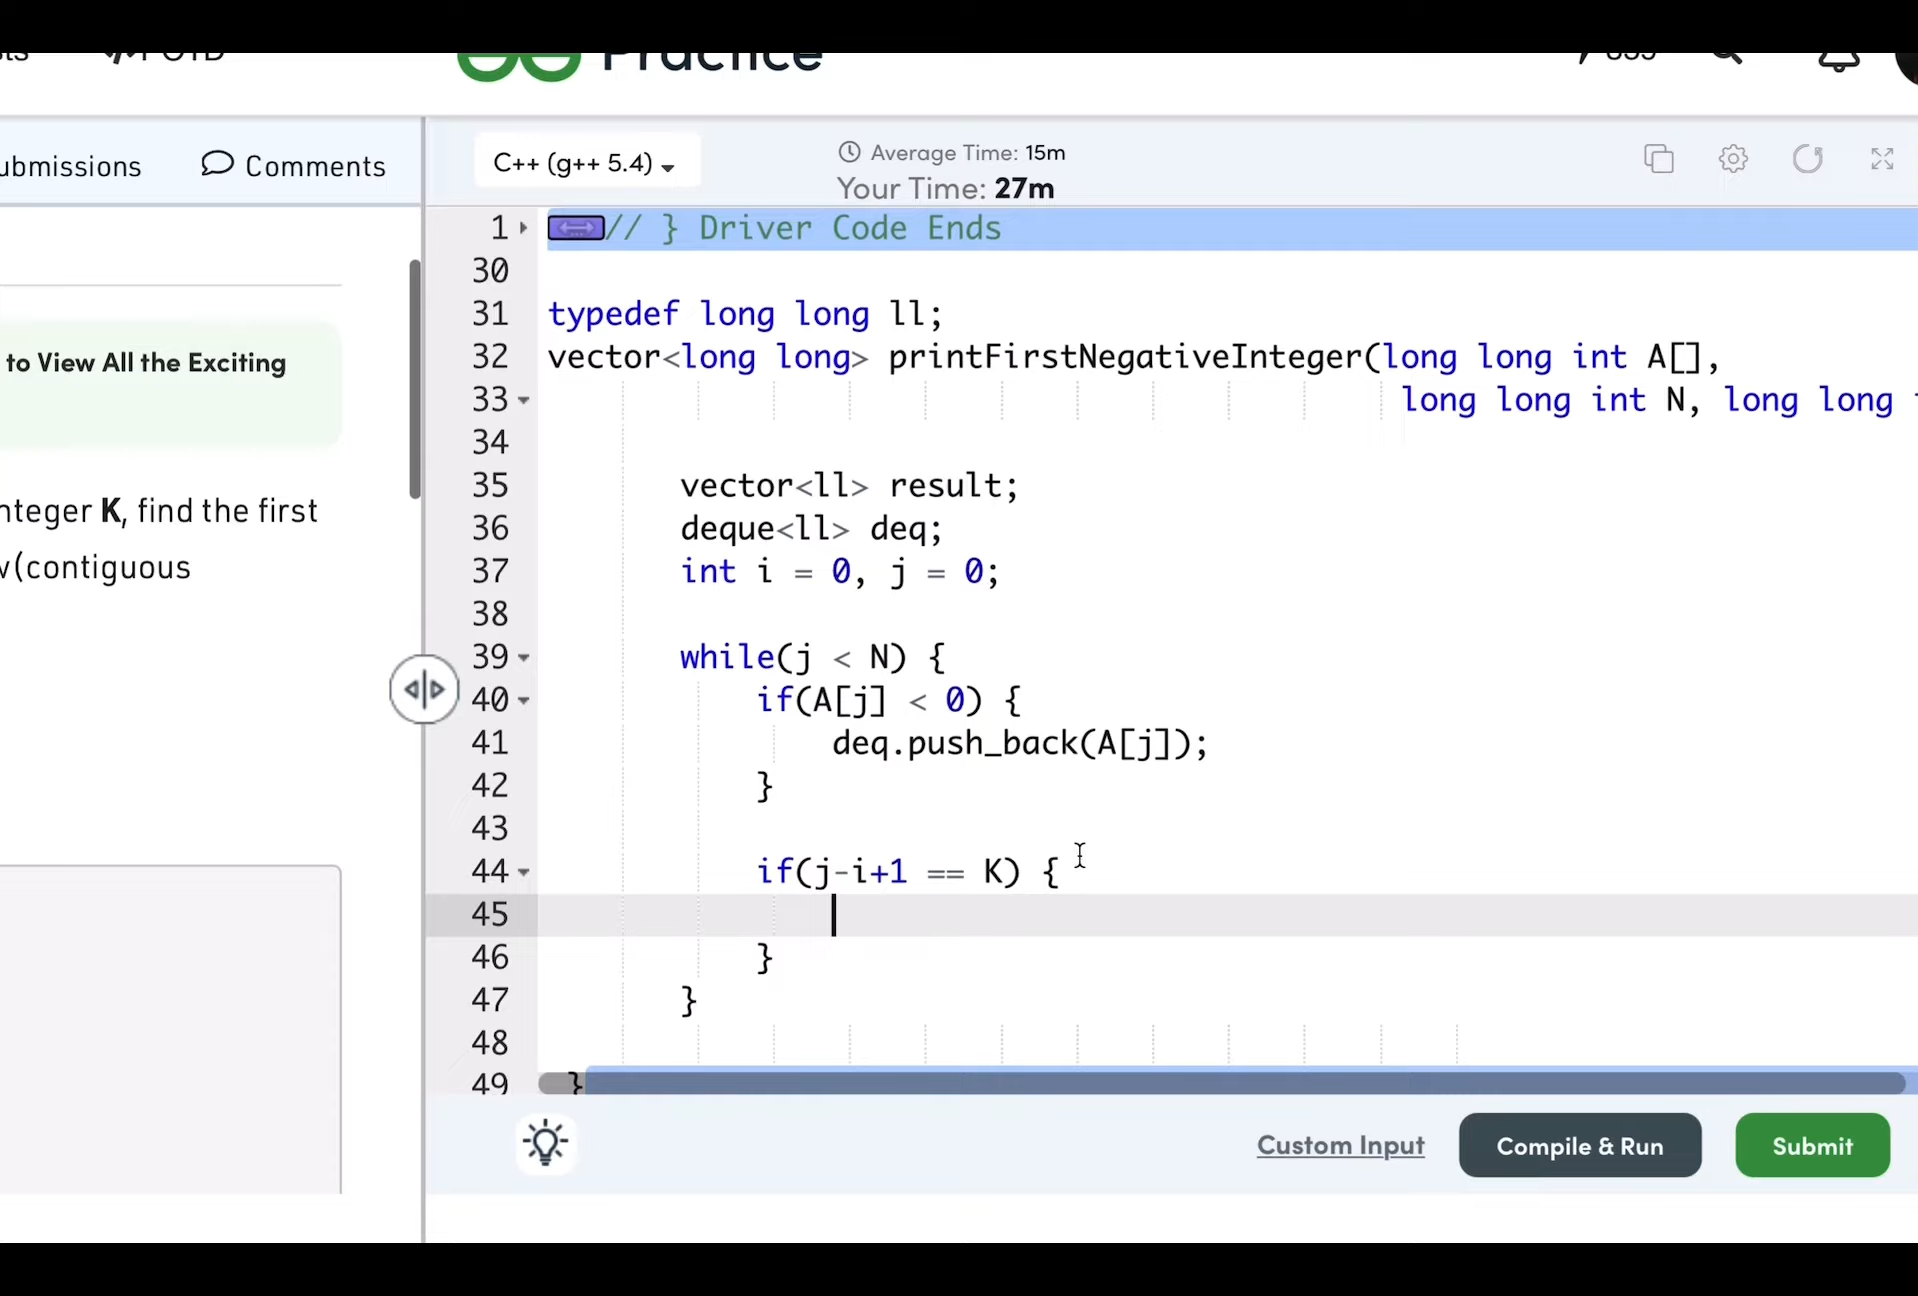 Practice
ubmissions
Comments
C++ (g++ 5.4)
Average Time: 15m
Your Time: 27m
to View All the Exciting
nteger K, find the first
(contiguous
1 // } Driver Code Ends
30
31 typedef long long ll;
32 vector<long long> printFirstNegativeInteger(long long int A[],
33 long long int N, long long
34
35 vector<ll> result;
36 deque<ll> deq;
37 int i = 0, j = 0;
38
39 while(j < N) {
40 if(A[j] < 0) {
41 deq.push_back(A[j]);
42 }
43
44 if(j-i+1 == K) {
45
46 }
47 }
48
49 }
Custom Input
Compile & Run
Submit